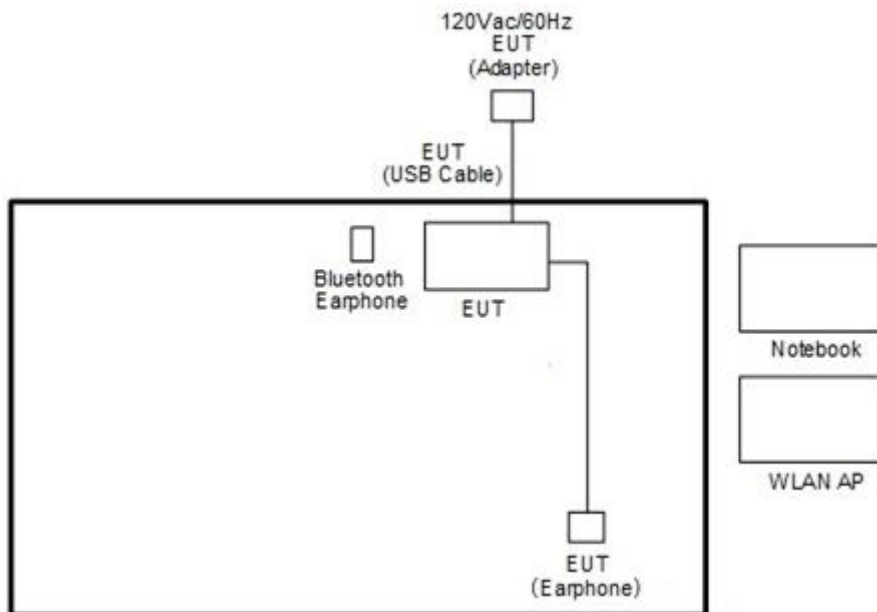 120Vac/60Hz
EUT
(Adapter)
EUT
(USB Cable)
Bluetooth
Earphone
EUT
Notebook
WLAN AP
EUT
(Earphone)